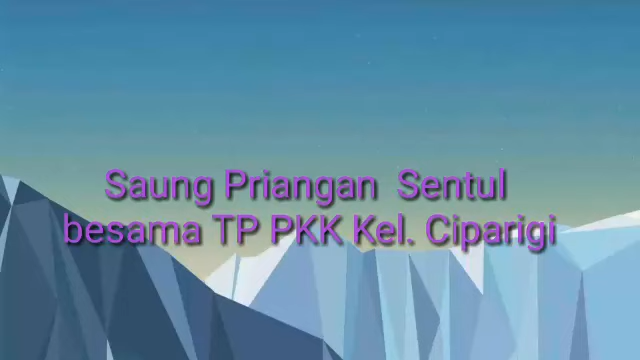 Saung Priangan Sentul
besama TP PKK Kel. Ciparigi